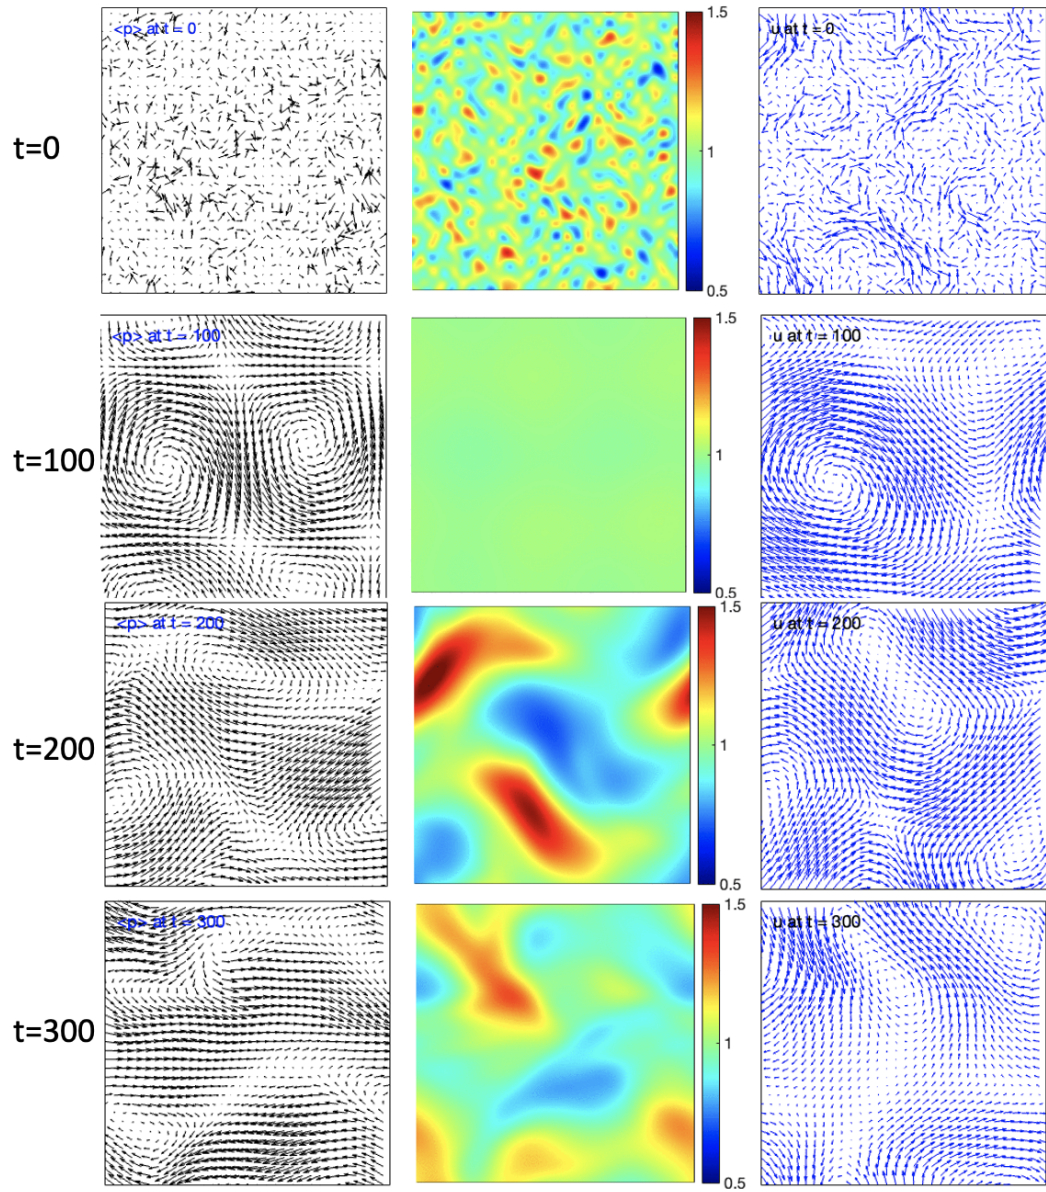 t=0
<p> at t = 0
1.5
1
0.5
u at t = 0
t=100
<p> at t = 100
1.5
1
0.5
u at t = 100
t=200
<p> at t = 200
1.5
1
0.5
u at t = 200
t=300
<p> at t = 300
1.5
1
0.5
u at t = 300